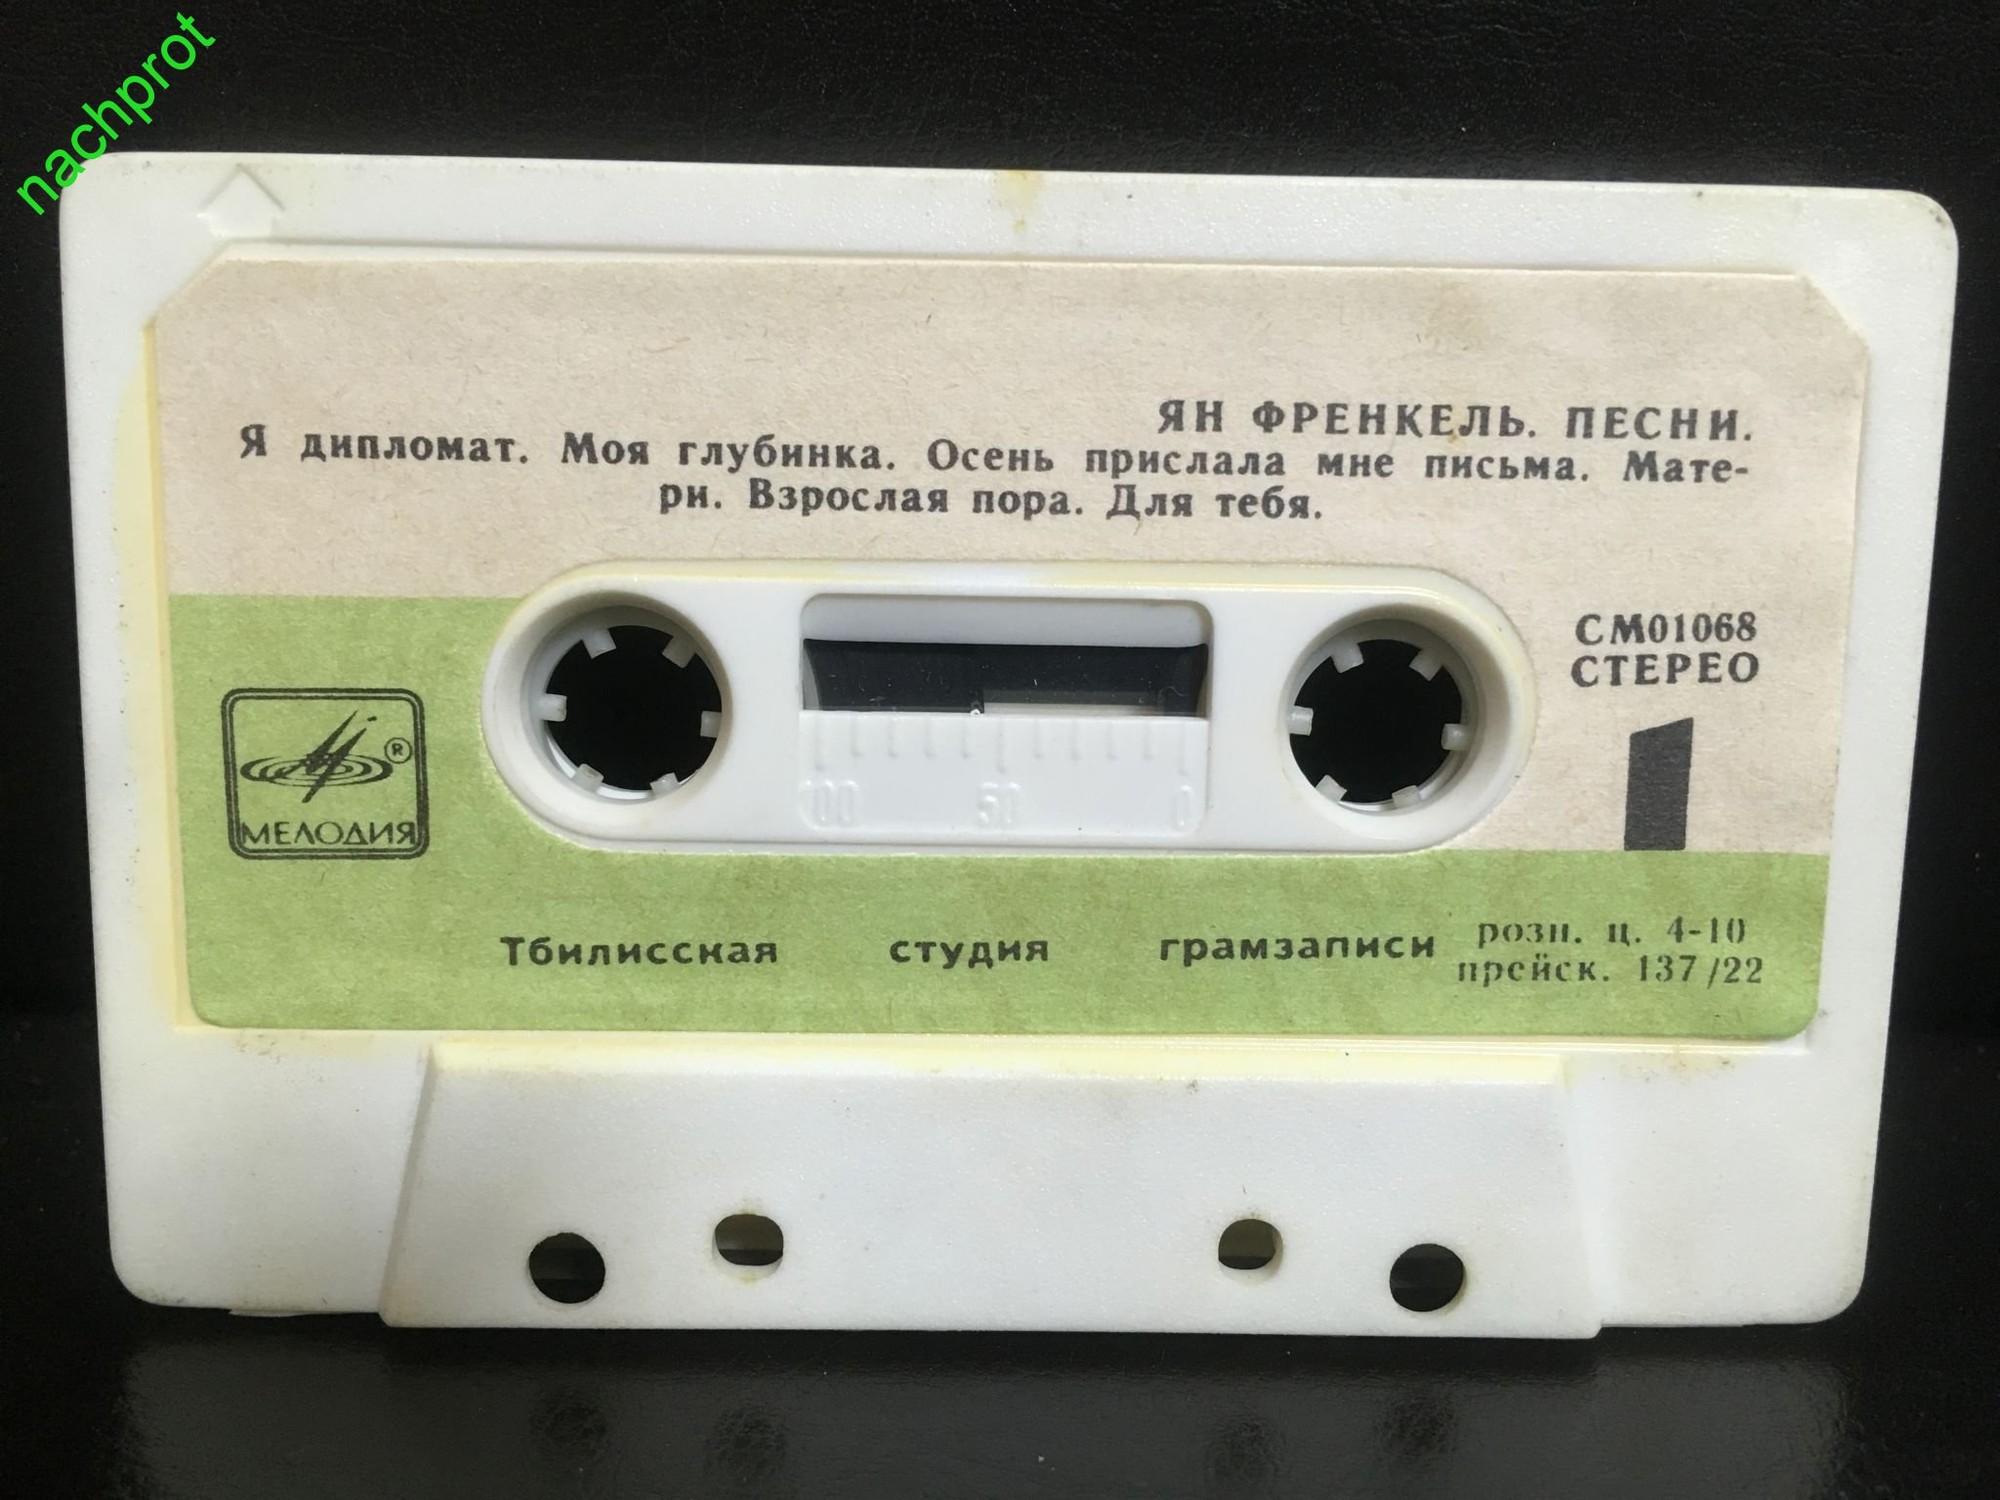 nachprot
ЯН ФРЕНКЕЛЬ. ПЕСНИ.
Я дипломат. Моя глубинка. Осень прислала мне письма. Мате-
ри. Взрослая пора. Для тебя.
СМ01068
СТЕРЕО
1
®
МЕЛОДИЯ
100 50 0
Тбилисская студия грамзаписи
розн. ц. 4-10
прейск. 137/22